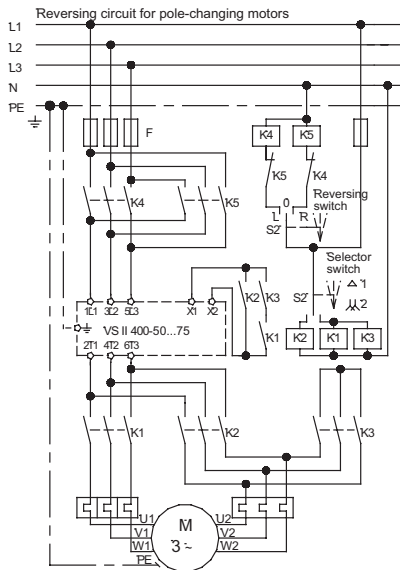 Reversing circuit for pole-changing motors
L1
L2
L3
N
PE
F
K4 K5
K5 K4
K4 K5
0
L R
S2
Reversing
switch
Selector
switch
S2
1
2
1L1 3L2 5L3 X1 X2
K2 K3
VS II 400-50...75
K1
K2 K1 K3
2T1 4T2 6T3
K1 K2 K3
U1 M U2
V1 3~ V2
W1 W2
PE